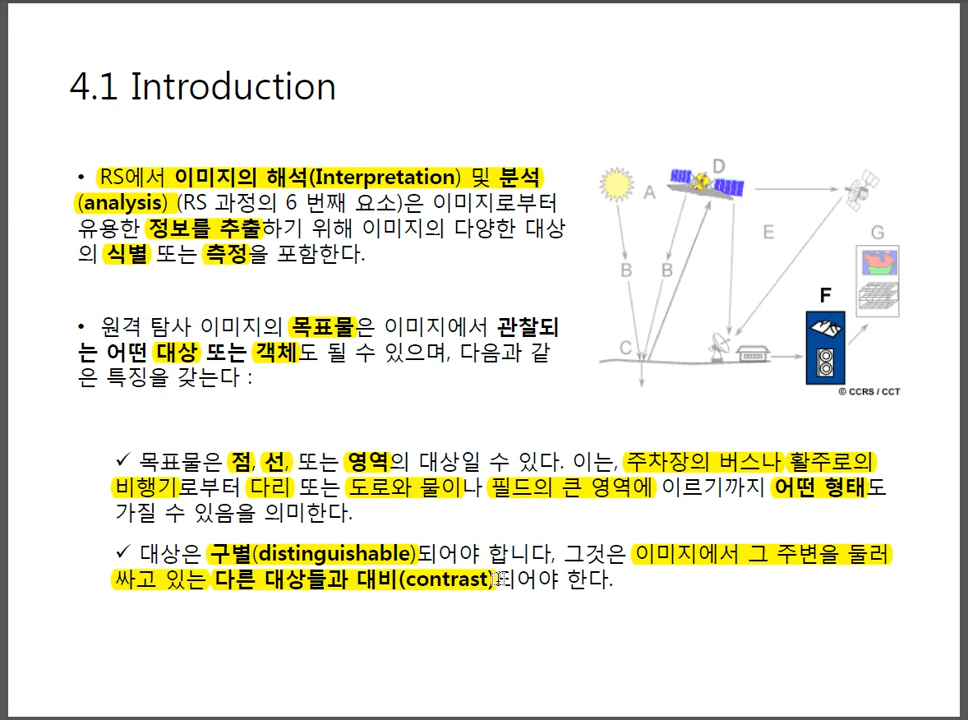 4.1 Introduction
• RS에서 이미지의 해석(Interpretation) 및 분석
(analysis) (RS 과정의 6 번째 요소)은 이미지로부터
유용한 정보를 추출하기 위해 이미지의 다양한 대상
의 식별 또는 측정을 포함한다.
• 원격 탐사 이미지의 목표물은 이미지에서 관찰되
는 어떤 대상 또는 객체도 될 수 있으며, 다음과 같
은 특징을 갖는다 :
D
A
B
B
E
G
F
C
© CCRS / CCT
✓ 목표물은 점, 선, 또는 영역의 대상일 수 있다. 이는, 주차장의 버스나 활주로의
비행기로부터 다리 또는 도로와 물이나 필드의 큰 영역에 이르기까지 어떤 형태도
가질 수 있음을 의미한다.
✓ 대상은 구별(distinguishable)되어야 합니다, 그것은 이미지에서 그 주변을 둘러
싸고 있는 다른 대상들과 대비(contrast)되어야 한다.